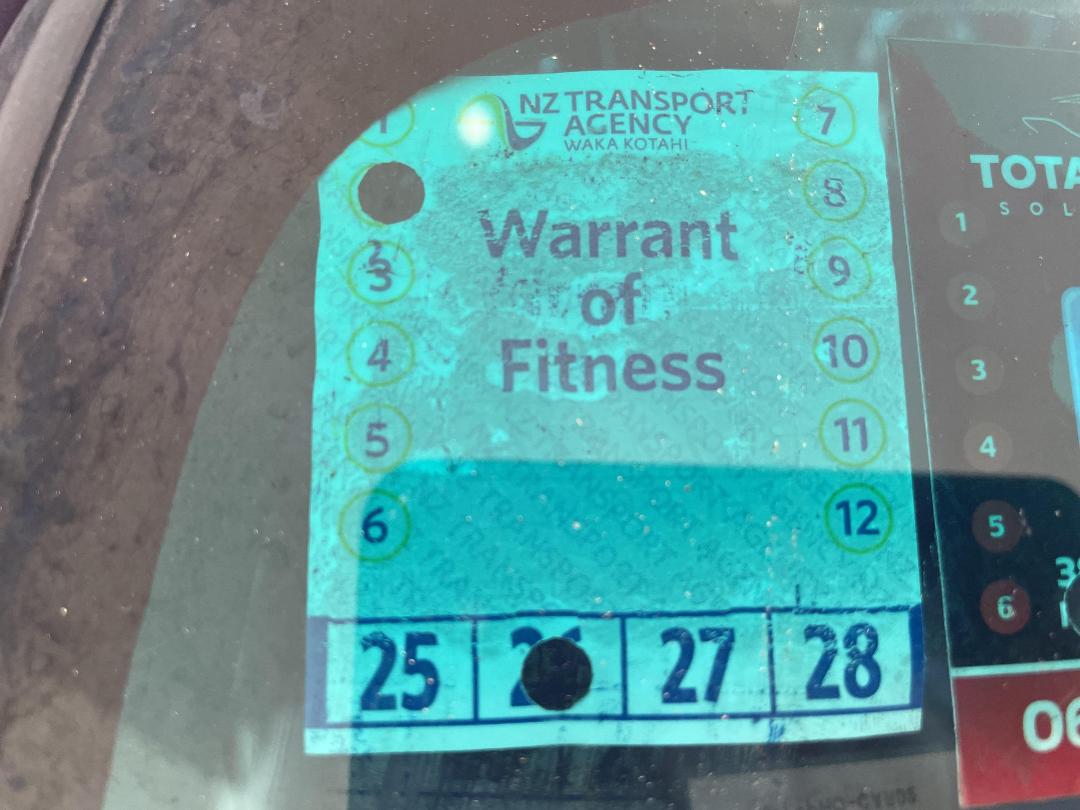 NZ TRANSPORT
AGENCY
WAKA KOTAHI
1
7
8
Warrant
3
9
of
4
10
Fitness
5
11
6
12
25
27
28
TOTA
SOL
1
2
3
4
5
6
06